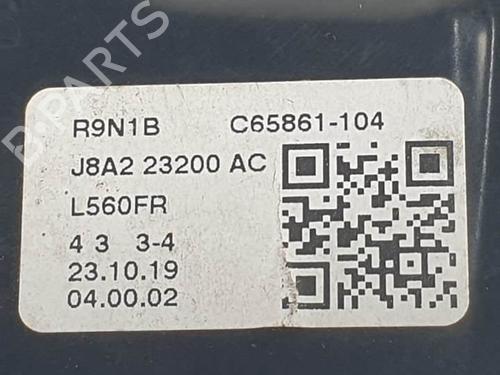 B-PARTS
R9N1B C65861-104
J8A2 23200 AC
L560FR
4 3 3-4
23.10.19
04.00.02